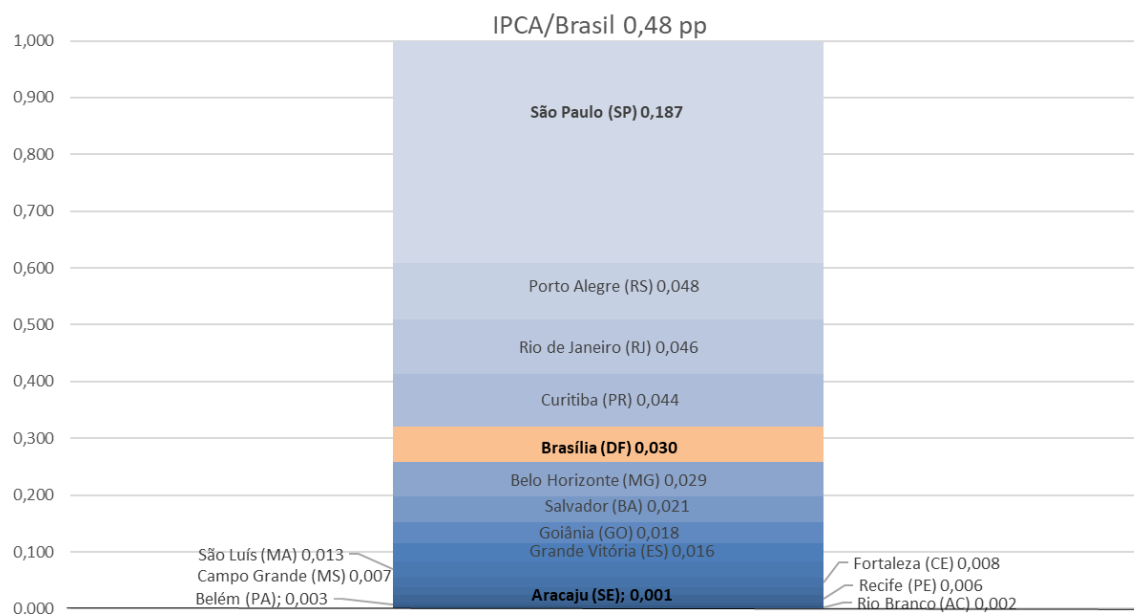 IPCA/Brasil 0,48 pp
1,000
0,900
São Paulo (SP) 0,187
0,800
0,700
0,600
Porto Alegre (RS) 0,048
0,500
Rio de Janeiro (RJ) 0,046
0,400
Curitiba (PR) 0,044
0,300
Brasília (DF) 0,030
Belo Horizonte (MG) 0,029
0,200
Salvador (BA) 0,021
Goiânia (GO) 0,018
0,100
Grande Vitória (ES) 0,016
São Luís (MA) 0,013
Fortaleza (CE) 0,008
Campo Grande (MS) 0,007
Recife (PE) 0,006
Belém (PA); 0,003
Aracaju (SE); 0,001
Rio Branco (AC) 0,002
0,000